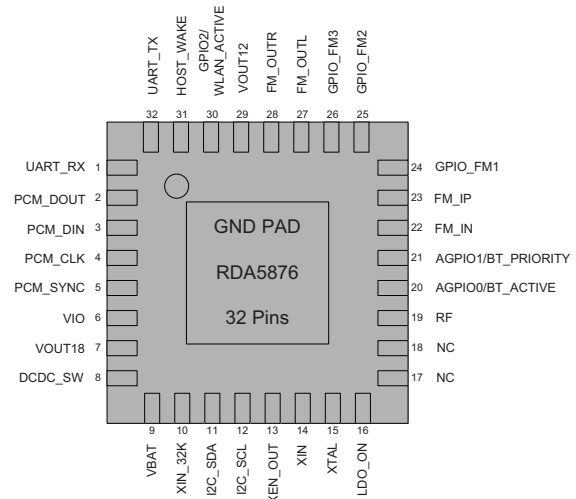 UART_TX
HOST_WAKE
GPIO2/
WLAN_ACTIVE
VOUT12
FM_OUTR
FM_OUTL
GPIO_FM3
GPIO_FM2
32 31 30 29 28 27 26 25
UART_RX 1
PCM_DOUT 2
PCM_DIN 3
PCM_CLK 4
PCM_SYNC 5
VIO 6
VOUT18 7
DCDC_SW 8
GND PAD
RDA5876
32 Pins
24 GPIO_FM1
23 FM_IP
22 FM_IN
21 AGPIO1/BT_PRIORITY
20 AGPIO0/BT_ACTIVE
19 RF
18 NC
17 NC
9 10 11 12 13 14 15 16
VBAT
XIN_32K
I2C_SDA
I2C_SCL
XEN_OUT
XIN
XTAL
LDO_ON